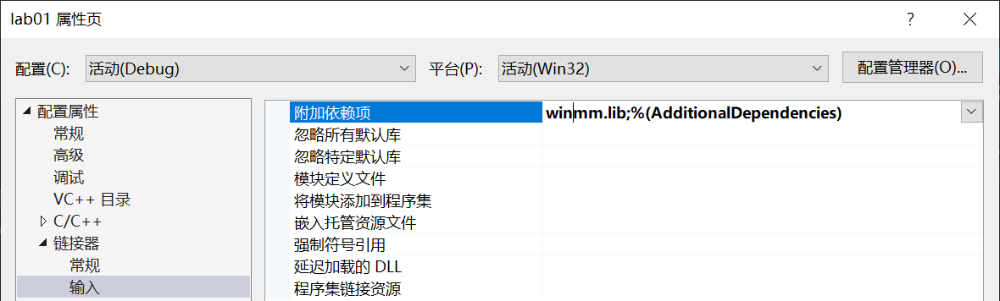 lab01 属性页
配置(C): 活动(Debug) 平台(P): 活动(Win32) 配置管理器(O)...
配置属性
常规
高级
调试
VC++ 目录
C/C++
链接器
常规
输入
附加依赖项 winmm.lib;%(AdditionalDependencies)
忽略所有默认库
忽略特定默认库
模块定义文件
将模块添加到程序集
嵌入托管资源文件
强制符号引用
延迟加载的 DLL
程序集链接资源